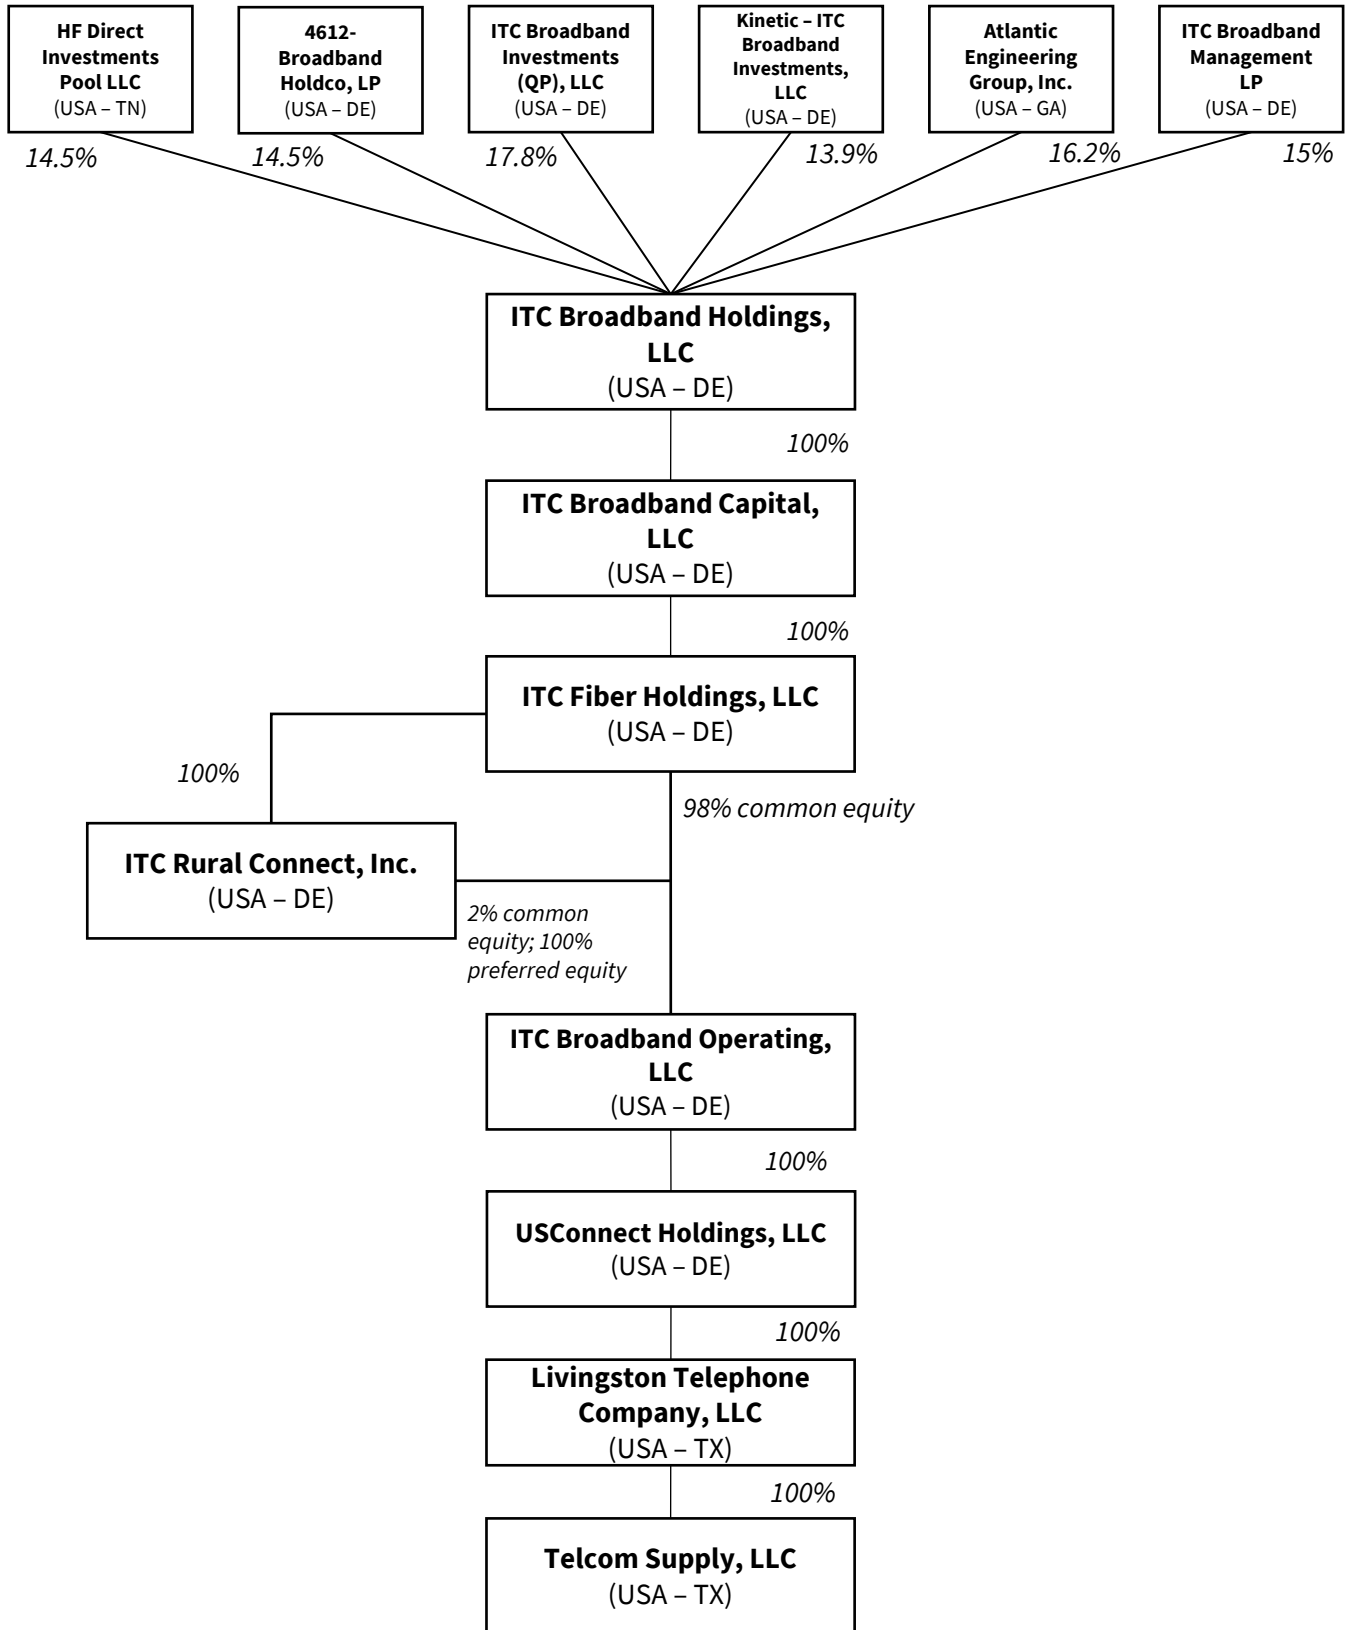 HF Direct
Investments
Pool LLC
(USA – TN)
4612-
Broadband
Holdco, LP
(USA – DE)
ITC Broadband
Investments
(QP), LLC
(USA – DE)
Kinetic – ITC
Broadband
Investments,
LLC
(USA – DE)
Atlantic
Engineering
Group, Inc.
(USA – GA)
ITC Broadband
Management
LP
(USA – DE)
14.5%
14.5%
17.8%
13.9%
16.2%
15%
ITC Broadband Holdings,
LLC
(USA – DE)
100%
ITC Broadband Capital,
LLC
(USA – DE)
100%
ITC Fiber Holdings, LLC
(USA – DE)
100%
98% common equity
ITC Rural Connect, Inc.
(USA – DE)
2% common
equity; 100%
preferred equity
ITC Broadband Operating,
LLC
(USA – DE)
100%
USConnect Holdings, LLC
(USA – DE)
100%
Livingston Telephone
Company, LLC
(USA – TX)
100%
Telcom Supply, LLC
(USA – TX)